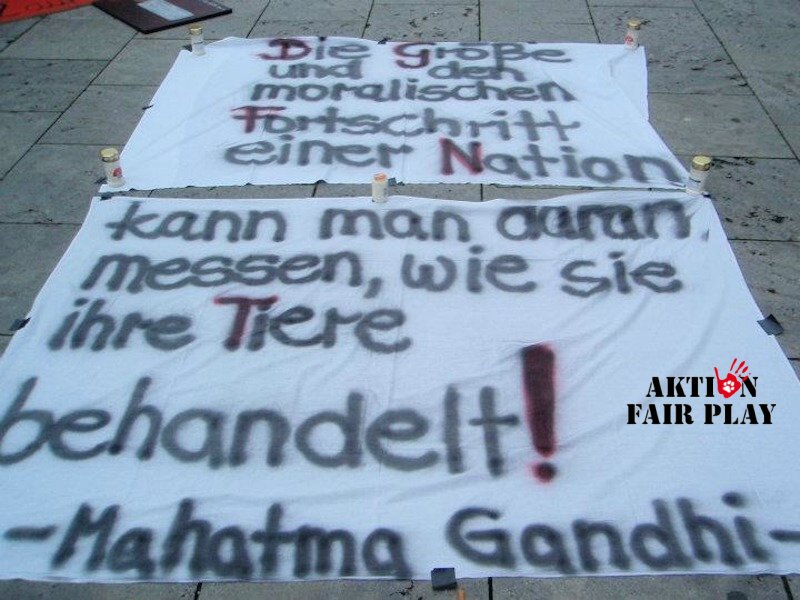 Die Größe
und den
moralischen
Fortschritt
einer Nation
kann man daran,
messen, wie sie
ihre Tiere
behandelt!
-Mahatma Gandhi-
AKTION
FAIR PLAY